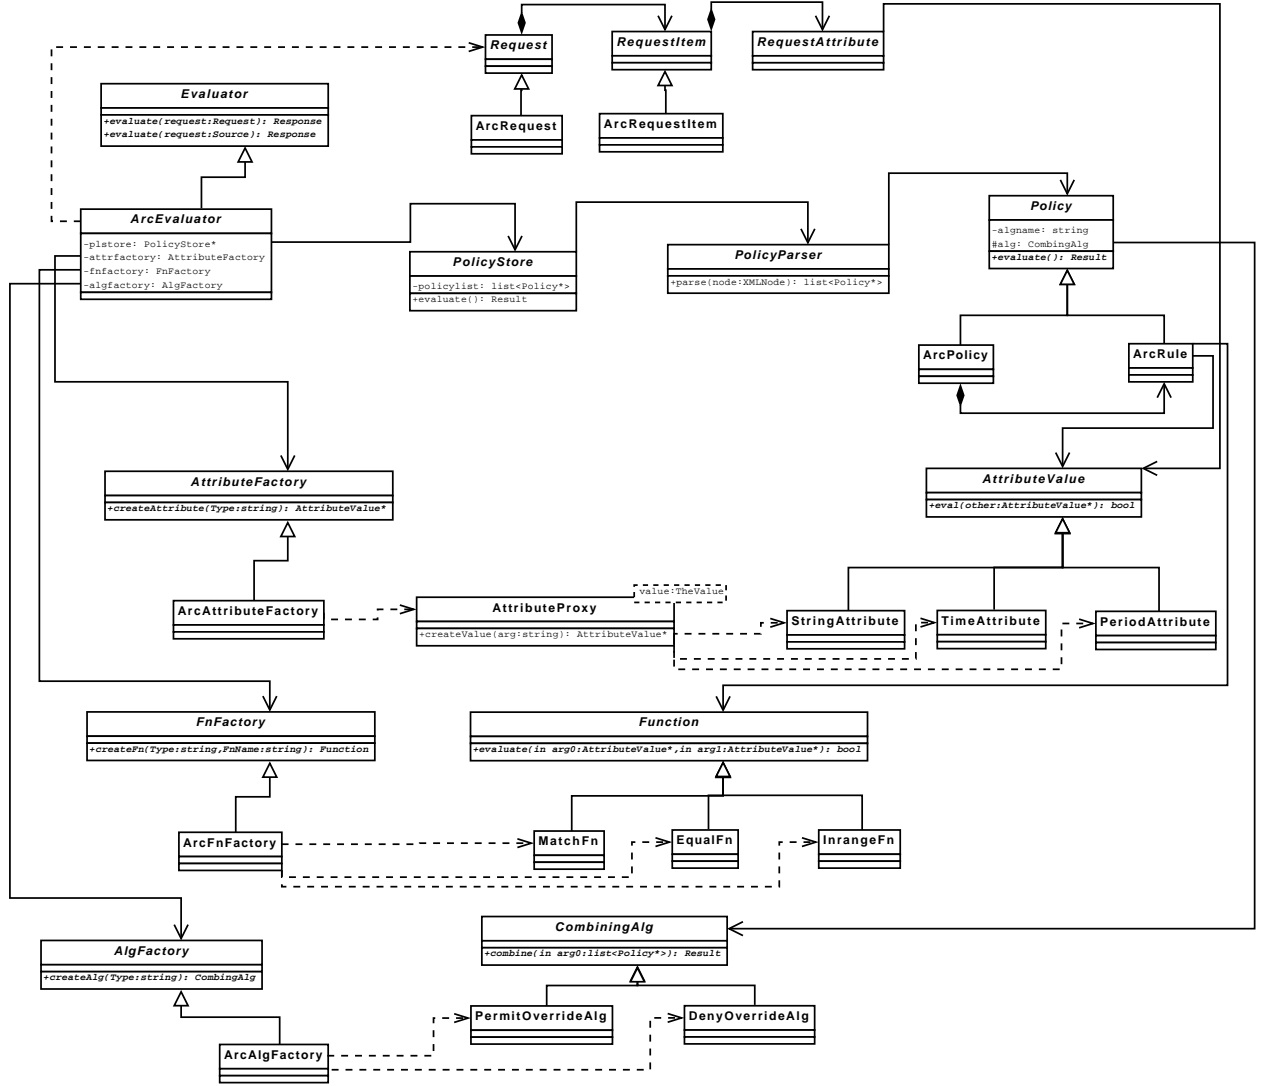 Request
RequestItem
RequestAttribute
Evaluator
+evaluate(request:Request): Response
+evaluate(request:Source): Response
ArcRequest
ArcRequestItem
ArcEvaluator
-plstore: PolicyStore*
-attrfactory: AttributeFactory
-fnfactory: FnFactory
-algfactory: AlgFactory
PolicyStore
-policylist: list<Policy*>
+evaluate(): Result
PolicyParser
+parse(node:XMLNode): list<Policy*>
Policy
-algname: string
#alg: CombingAlg
+evaluate(): Result
ArcPolicy
ArcRule
AttributeFactory
+createAttribute(Type:string): AttributeValue*
AttributeValue
+eval(other:AttributeValue*): bool
ArcAttributeFactory
value:TheValue
AttributeProxy
+createValue(arg:string): AttributeValue*
StringAttribute
TimeAttribute
PeriodAttribute
FnFactory
+createFn(Type:string,FnName:string): Function
Function
+evaluate(in arg0:AttributeValue*,in arg1:AttributeValue*): bool
ArcFnFactory
MatchFn
EqualFn
InrangeFn
AlgFactory
+createAlg(Type:string): CombingAlg
CombiningAlg
+combine(in arg0:list<Policy*>): Result
PermitOverrideAlg
DenyOverrideAlg
ArcAlgFactory